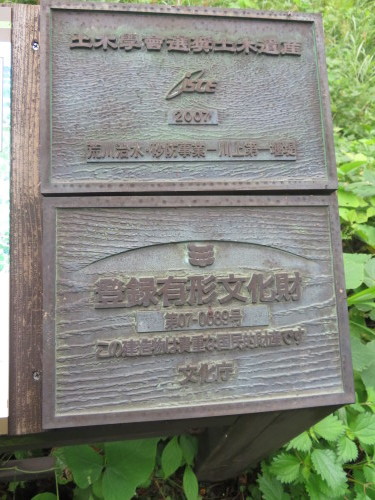 土木學會選奨土木遺産
JSCE
2007
荒川治水・砂防事業－川上第一堰堤
登録有形文化財
第07-0089号
この建造物は貴重な国民的財産です
文化庁